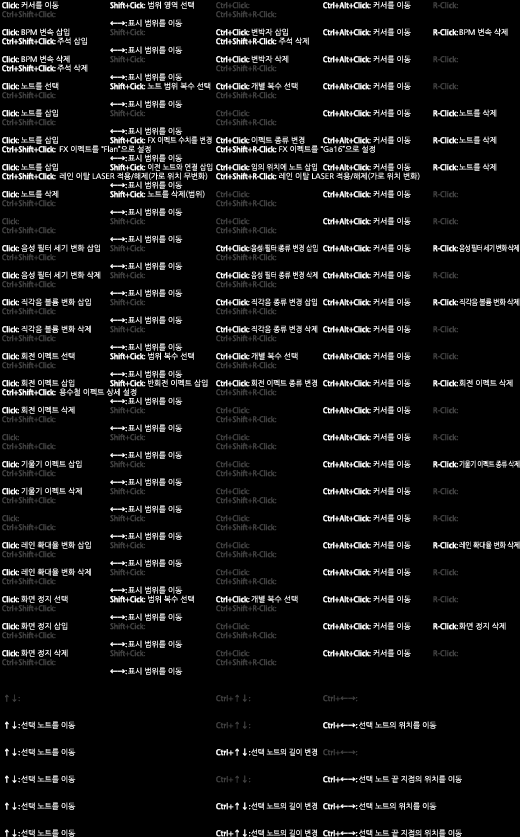 Click: 커서를 이동 Shift+Click: 범위 영역 선택 Ctrl+Click: Ctrl+Alt+Click: 커서를 이동 R-Click:
Ctrl+Shift+Click: Ctrl+Shift+R-Click:
←→:표시 범위를 이동
Click: BPM 변속 삽입 Shift+Click: Ctrl+Click: 변박자 삽입 Ctrl+Alt+Click: 커서를 이동 R-Click: BPM 변속 삭제
Ctrl+Shift+Click: 주석 삽입 Ctrl+Shift+R-Click: 주석 삭제
←→:표시 범위를 이동
Click: BPM 변속 삭제 Shift+Click: Ctrl+Click: 변박자 삭제 Ctrl+Alt+Click: 커서를 이동 R-Click:
Ctrl+Shift+Click: 주석 삭제 Ctrl+Shift+R-Click:
←→:표시 범위를 이동
Click: 노트를 선택 Shift+Click: 노트 범위 복수 선택 Ctrl+Click: 개별 복수 선택 Ctrl+Alt+Click: 커서를 이동 R-Click:
Ctrl+Shift+Click: Ctrl+Shift+R-Click:
←→:표시 범위를 이동
Click: 노트를 삽입 Shift+Click: Ctrl+Click: Ctrl+Alt+Click: 커서를 이동 R-Click: 노트를 삭제
Ctrl+Shift+Click: Ctrl+Shift+R-Click:
←→:표시 범위를 이동
Click: 노트를 삽입 Shift+Click: FX 이펙트 수치를 변경 Ctrl+Click: 이펙트 종류 변경 Ctrl+Alt+Click: 커서를 이동 R-Click: 노트를 삭제
Ctrl+Shift+Click: FX 이펙트를 "Flan"으로 설정 Ctrl+Shift+R-Click: FX 이펙트를 "Ga16"으로 설정
←→:표시 범위를 이동
Click: 노트를 삽입 Shift+Click: 이전 노트와 연결 삽입 Ctrl+Click: 임의 위치에 노트 삽입 Ctrl+Alt+Click: 커서를 이동 R-Click: 노트를 삭제
Ctrl+Shift+Click: 레인 이탈 LASER 적용/해제(가로 위치 무변화) Ctrl+Shift+R-Click: 레인 이탈 LASER 적용/해제(가로 위치 변화)
←→:표시 범위를 이동
Click: 노트를 삭제 Shift+Click: 노트를 삭제(범위) Ctrl+Click: Ctrl+Alt+Click: 커서를 이동 R-Click:
Ctrl+Shift+Click: Ctrl+Shift+R-Click:
←→:표시 범위를 이동
Click: Shift+Click: Ctrl+Click: Ctrl+Alt+Click: 커서를 이동 R-Click:
Ctrl+Shift+Click: Ctrl+Shift+R-Click:
←→:표시 범위를 이동
Click: 음성 필터 세기 변화 삽입 Shift+Click: Ctrl+Click: 음성 필터 종류 변경 삽입 Ctrl+Alt+Click: 커서를 이동 R-Click: 음성 필터 세기 변화 삭제
Ctrl+Shift+Click: Ctrl+Shift+R-Click:
←→:표시 범위를 이동
Click: 음성 필터 세기 변화 삭제 Shift+Click: Ctrl+Click: 음성 필터 종류 변경 삭제 Ctrl+Alt+Click: 커서를 이동 R-Click:
Ctrl+Shift+Click: Ctrl+Shift+R-Click:
←→:표시 범위를 이동
Click: 직각음 볼륨 변화 삽입 Shift+Click: Ctrl+Click: 직각음 종류 변경 삽입 Ctrl+Alt+Click: 커서를 이동 R-Click: 직각음 볼륨 변화 삭제
Ctrl+Shift+Click: Ctrl+Shift+R-Click:
←→:표시 범위를 이동
Click: 직각음 볼륨 변화 삭제 Shift+Click: Ctrl+Click: 직각음 종류 변경 삭제 Ctrl+Alt+Click: 커서를 이동 R-Click:
Ctrl+Shift+Click: Ctrl+Shift+R-Click:
←→:표시 범위를 이동
Click: 회전 이펙트 선택 Shift+Click: 범위 복수 선택 Ctrl+Click: 개별 복수 선택 Ctrl+Alt+Click: 커서를 이동 R-Click:
Ctrl+Shift+Click: Ctrl+Shift+R-Click:
←→:표시 범위를 이동
Click: 회전 이펙트 삽입 Shift+Click: 반회전 이펙트 삽입 Ctrl+Click: 회전 이펙트 종류 변경 Ctrl+Alt+Click: 커서를 이동 R-Click: 회전 이펙트 삭제
Ctrl+Shift+Click: 용수철 이펙트 상세 설정 Ctrl+Shift+R-Click:
←→:표시 범위를 이동
Click: 회전 이펙트 삭제 Shift+Click: Ctrl+Click: Ctrl+Alt+Click: 커서를 이동 R-Click:
Ctrl+Shift+Click: Ctrl+Shift+R-Click:
←→:표시 범위를 이동
Click: Shift+Click: Ctrl+Click: Ctrl+Alt+Click: 커서를 이동 R-Click:
Ctrl+Shift+Click: Ctrl+Shift+R-Click:
←→:표시 범위를 이동
Click: 기울기 이펙트 삽입 Shift+Click: Ctrl+Click: Ctrl+Alt+Click: 커서를 이동 R-Click: 기울기 이펙트 종류 삭제
Ctrl+Shift+Click: Ctrl+Shift+R-Click:
←→:표시 범위를 이동
Click: 기울기 이펙트 삭제 Shift+Click: Ctrl+Click: Ctrl+Alt+Click: 커서를 이동 R-Click:
Ctrl+Shift+Click: Ctrl+Shift+R-Click:
←→:표시 범위를 이동
Click: Shift+Click: Ctrl+Click: Ctrl+Alt+Click: 커서를 이동 R-Click:
Ctrl+Shift+Click: Ctrl+Shift+R-Click:
←→:표시 범위를 이동
Click: 레인 확대율 변화 삽입 Shift+Click: Ctrl+Click: Ctrl+Alt+Click: 커서를 이동 R-Click: 레인 확대율 변화 삭제
Ctrl+Shift+Click: Ctrl+Shift+R-Click:
←→:표시 범위를 이동
Click: 레인 확대율 변화 삭제 Shift+Click: Ctrl+Click: Ctrl+Alt+Click: 커서를 이동 R-Click:
Ctrl+Shift+Click: Ctrl+Shift+R-Click:
←→:표시 범위를 이동
Click: 화면 정지 선택 Shift+Click: 범위 복수 선택 Ctrl+Click: 개별 복수 선택 Ctrl+Alt+Click: 커서를 이동 R-Click:
Ctrl+Shift+Click: Ctrl+Shift+R-Click:
←→:표시 범위를 이동
Click: 화면 정지 삽입 Shift+Click: Ctrl+Click: Ctrl+Alt+Click: 커서를 이동 R-Click: 화면 정지 삭제
Ctrl+Shift+Click: Ctrl+Shift+R-Click:
←→:표시 범위를 이동
Click: 화면 정지 삭제 Shift+Click: Ctrl+Click: Ctrl+Alt+Click: 커서를 이동 R-Click:
Ctrl+Shift+Click: Ctrl+Shift+R-Click:
←→:표시 범위를 이동
↑↓: Ctrl+↑↓: Ctrl+←→:
↑↓:선택 노트를 이동 Ctrl+↑↓: Ctrl+←→:선택 노트의 위치를 이동
↑↓:선택 노트를 이동 Ctrl+↑↓:선택 노트의 길이 변경 Ctrl+←→:
↑↓:선택 노트를 이동 Ctrl+↑↓: Ctrl+←→:선택 노트 끝 지점의 위치를 이동
↑↓:선택 노트를 이동 Ctrl+↑↓:선택 노트의 길이 변경 Ctrl+←→:선택 노트의 위치를 이동
↑↓:선택 노트를 이동 Ctrl+↑↓:선택 노트의 길이 변경 Ctrl+←→:선택 노트 끝 지점의 위치를 이동